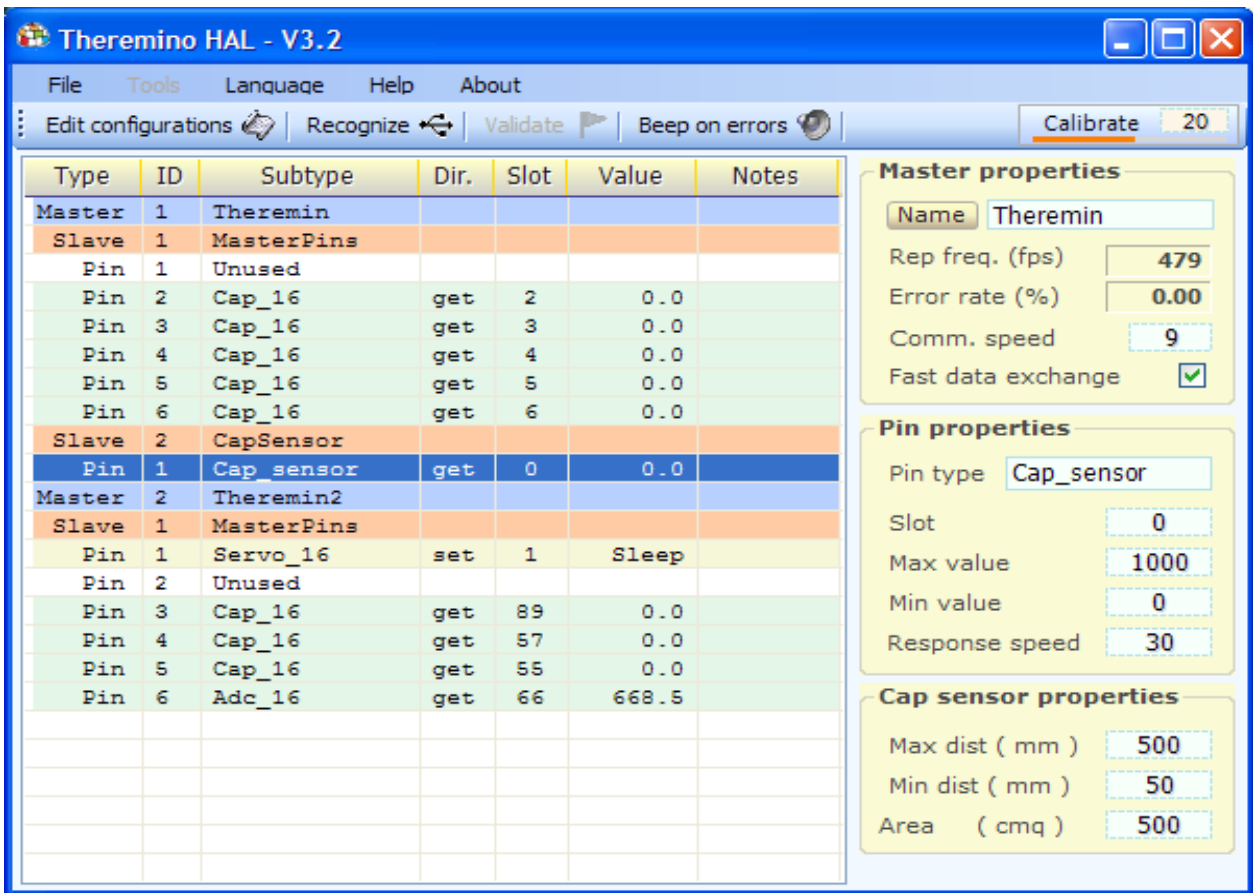 Theremino HAL - V3.2
File Tools Language Help About
Edit configurations Recognize Validate Beep on errors Calibrate 20
Type ID Subtype Dir. Slot Value Notes
Master 1 Theremin
Slave 1 MasterPins
Pin 1 Unused
Pin 2 Cap_16 get 2 0.0
Pin 3 Cap_16 get 3 0.0
Pin 4 Cap_16 get 4 0.0
Pin 5 Cap_16 get 5 0.0
Pin 6 Cap_16 get 6 0.0
Slave 2 CapSensor
Pin 1 Cap_sensor get 0 0.0
Master 2 Theremin2
Slave 1 MasterPins
Pin 1 Servo_16 set 1 Sleep
Pin 2 Unused
Pin 3 Cap_16 get 89 0.0
Pin 4 Cap_16 get 57 0.0
Pin 5 Cap_16 get 55 0.0
Pin 6 Adc_16 get 66 668.5
Master properties
Name Theremin
Rep freq. (fps) 479
Error rate (%) 0.00
Comm. speed 9
Fast data exchange
Pin properties
Pin type Cap_sensor
Slot 0
Max value 1000
Min value 0
Response speed 30
Cap sensor properties
Max dist ( mm ) 500
Min dist ( mm ) 50
Area ( cmq ) 500